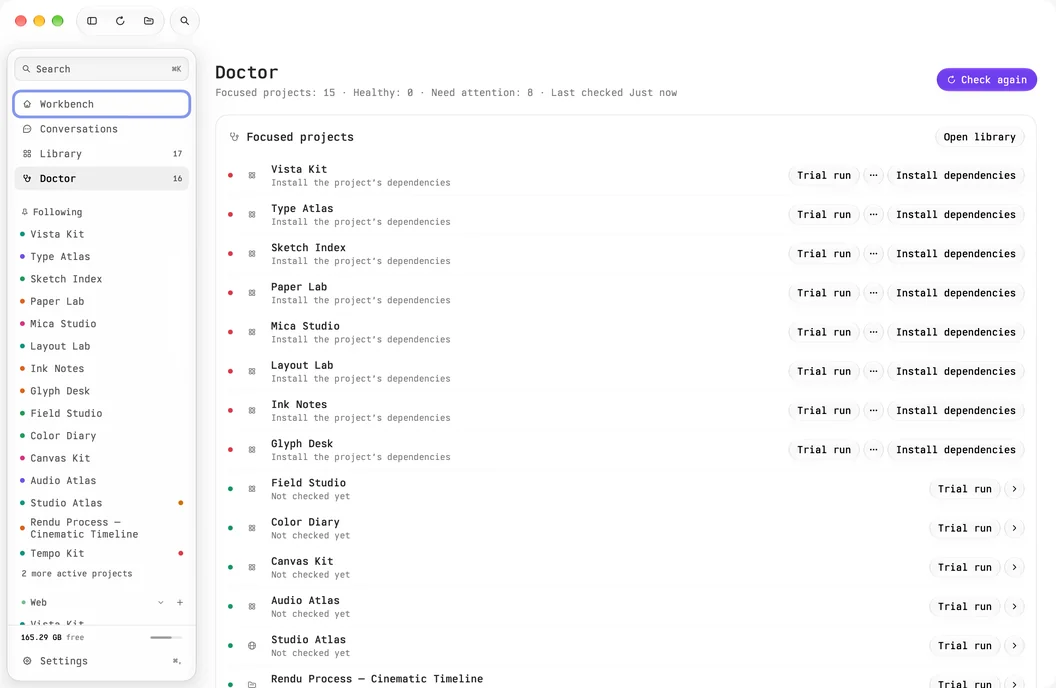 Search ⌘K
Workbench
Conversations
Library 17
Doctor 16
Following
Vista Kit
Type Atlas
Sketch Index
Paper Lab
Mica Studio
Layout Lab
Ink Notes
Glyph Desk
Field Studio
Color Diary
Canvas Kit
Audio Atlas
Studio Atlas
Rendu Process —
Cinematic Timeline
Tempo Kit
2 more active projects
Web
Vista Kit
165.29 GB free
Settings ⌘,
Doctor
Focused projects: 15 · Healthy: 0 · Need attention: 8 · Last checked Just now
Check again
Focused projects
Open library
Vista Kit
Install the project's dependencies
Trial run ··· Install dependencies
Type Atlas
Install the project's dependencies
Trial run ··· Install dependencies
Sketch Index
Install the project's dependencies
Trial run ··· Install dependencies
Paper Lab
Install the project's dependencies
Trial run ··· Install dependencies
Mica Studio
Install the project's dependencies
Trial run ··· Install dependencies
Layout Lab
Install the project's dependencies
Trial run ··· Install dependencies
Ink Notes
Install the project's dependencies
Trial run ··· Install dependencies
Glyph Desk
Install the project's dependencies
Trial run ··· Install dependencies
Field Studio
Not checked yet
Trial run
Color Diary
Not checked yet
Trial run
Canvas Kit
Not checked yet
Trial run
Audio Atlas
Not checked yet
Trial run
Studio Atlas
Not checked yet
Trial run
Rendu Process — Cinematic Timeline
Trial run